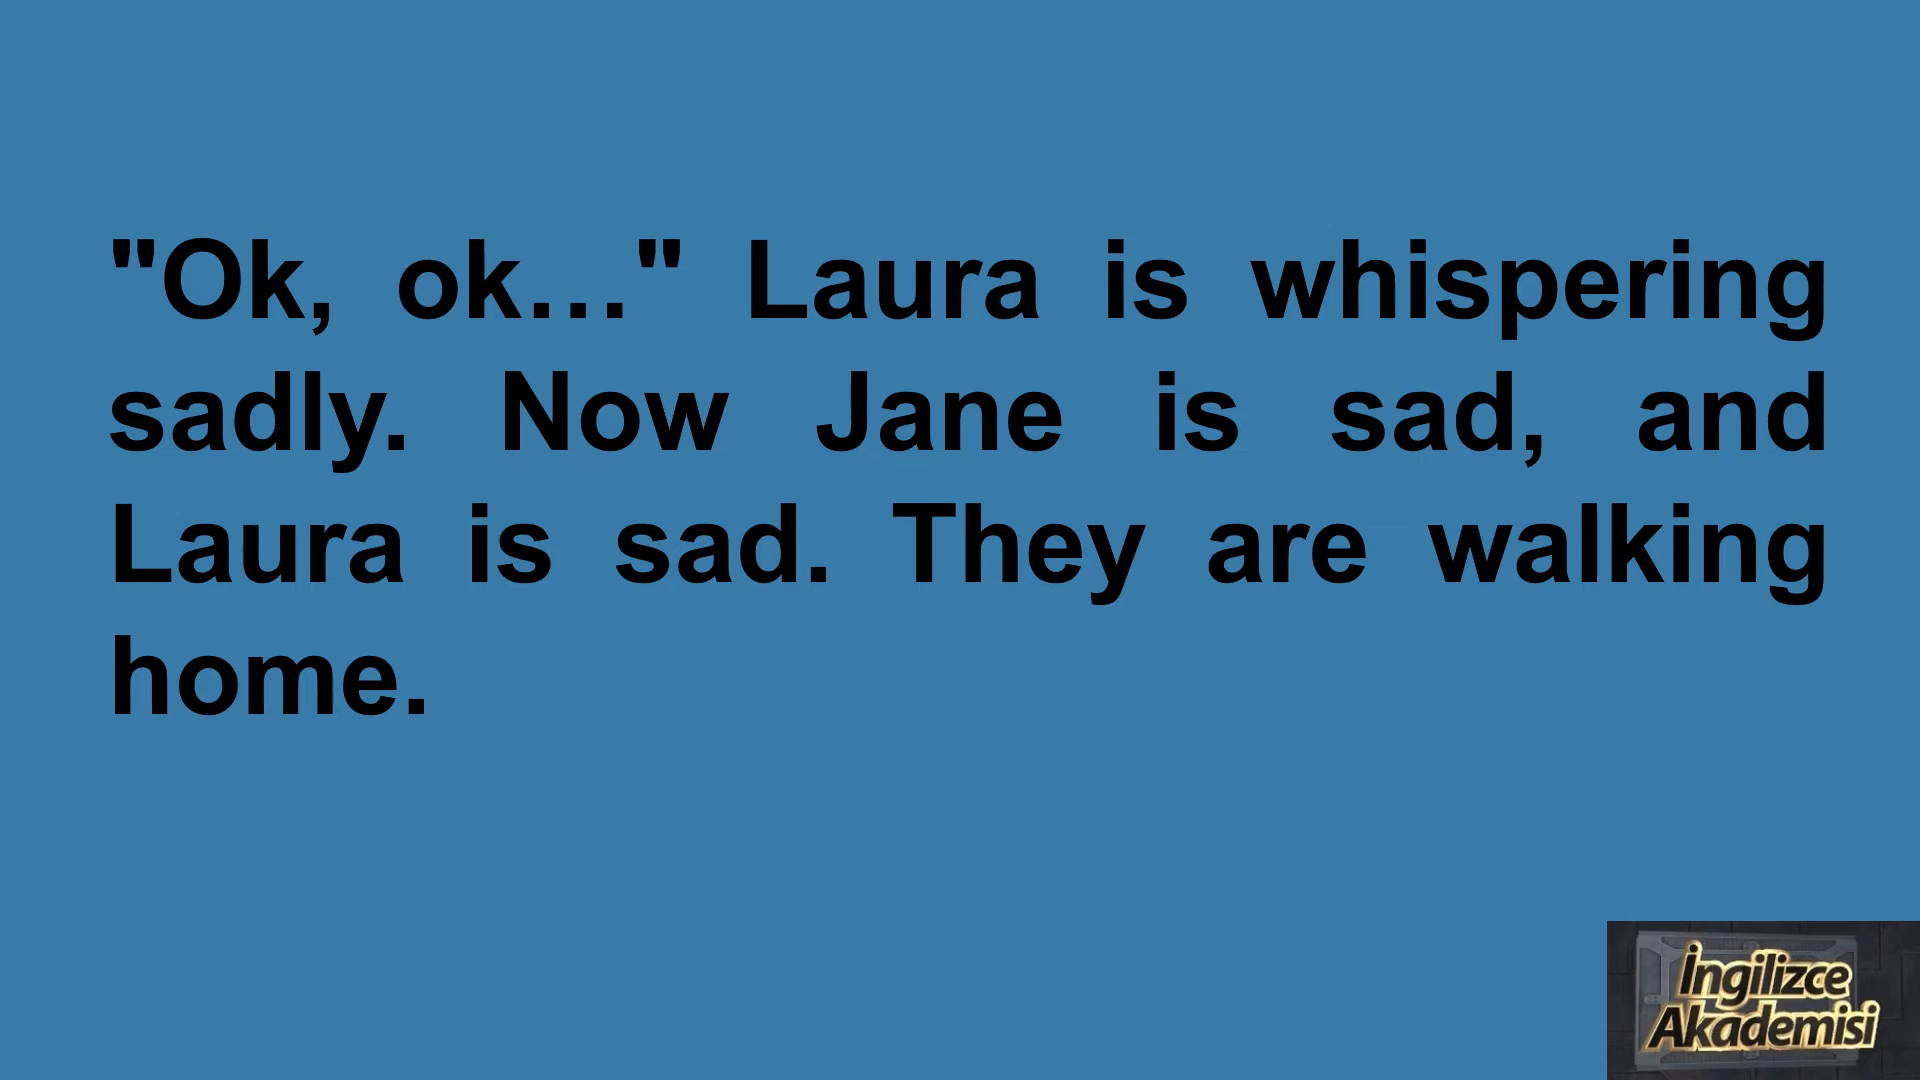 "Ok, ok…" Laura is whispering
sadly. Now Jane is sad, and
Laura is sad. They are walking
home.
İngilizce
Akademisi